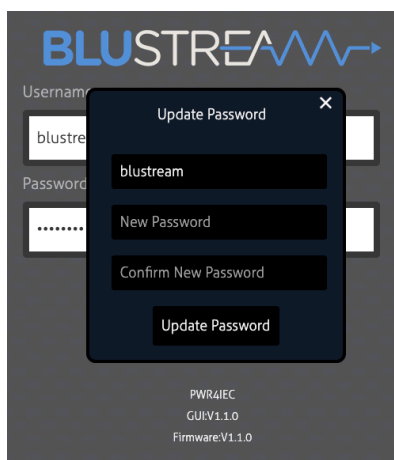 BLUSTREAM
Username
Update Password
×
blustre
blustream
Password
New Password
••••••••
Confirm New Password
Update Password
PWR4IEC
GUI:V1.1.0
Firmware:V1.1.0